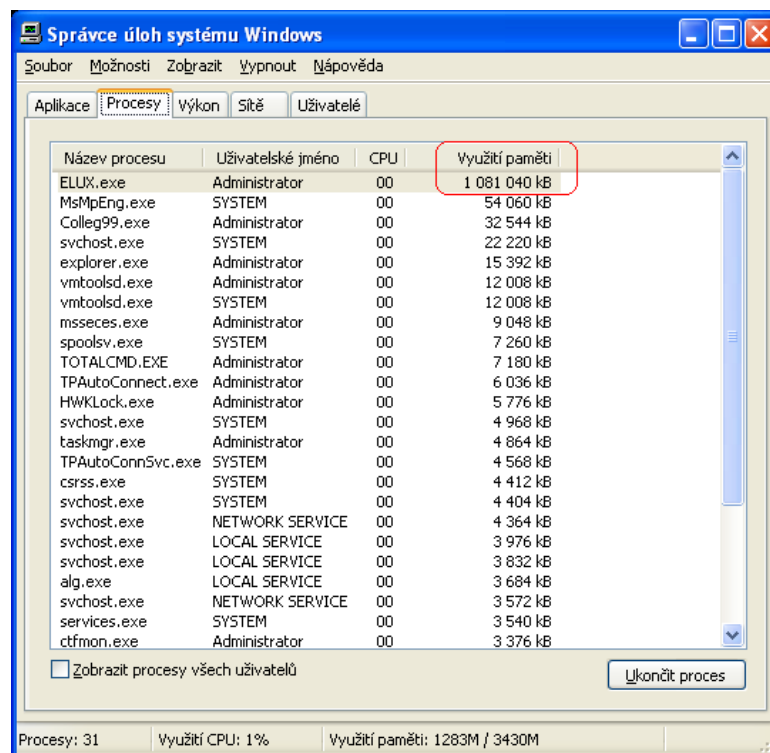 Správce úloh systému Windows
Soubor Možnosti Zobrazit Vypnout Nápověda
Aplikace Procesy Výkon Sítě Uživatelé
Název procesu Uživatelské jméno CPU Využití paměti
ELUX.exe Administrator 00 1 081 040 kB
MsMpEng.exe SYSTEM 00 54 060 kB
Colleg99.exe Administrator 00 32 544 kB
svchost.exe SYSTEM 00 22 220 kB
explorer.exe Administrator 00 15 392 kB
vmtoolsd.exe Administrator 00 12 008 kB
vmtoolsd.exe SYSTEM 00 12 008 kB
msseces.exe Administrator 00 9 048 kB
spoolsv.exe SYSTEM 00 7 260 kB
TOTALCMD.EXE Administrator 00 7 180 kB
TPAutoConnect.exe Administrator 00 6 036 kB
HWKLock.exe Administrator 00 5 776 kB
svchost.exe SYSTEM 00 4 968 kB
taskmgr.exe Administrator 00 4 864 kB
TPAutoConnSvc.exe SYSTEM 00 4 568 kB
csrss.exe SYSTEM 00 4 412 kB
svchost.exe SYSTEM 00 4 404 kB
svchost.exe NETWORK SERVICE 00 4 364 kB
svchost.exe LOCAL SERVICE 00 3 976 kB
svchost.exe LOCAL SERVICE 00 3 832 kB
alg.exe LOCAL SERVICE 00 3 684 kB
svchost.exe NETWORK SERVICE 00 3 572 kB
services.exe SYSTEM 00 3 540 kB
ctfmon.exe Administrator 00 3 376 kB
Zobrazit procesy všech uživatelů Ukončit proces
Procesy: 31 Využití CPU: 1% Využití paměti: 1283M / 3430M